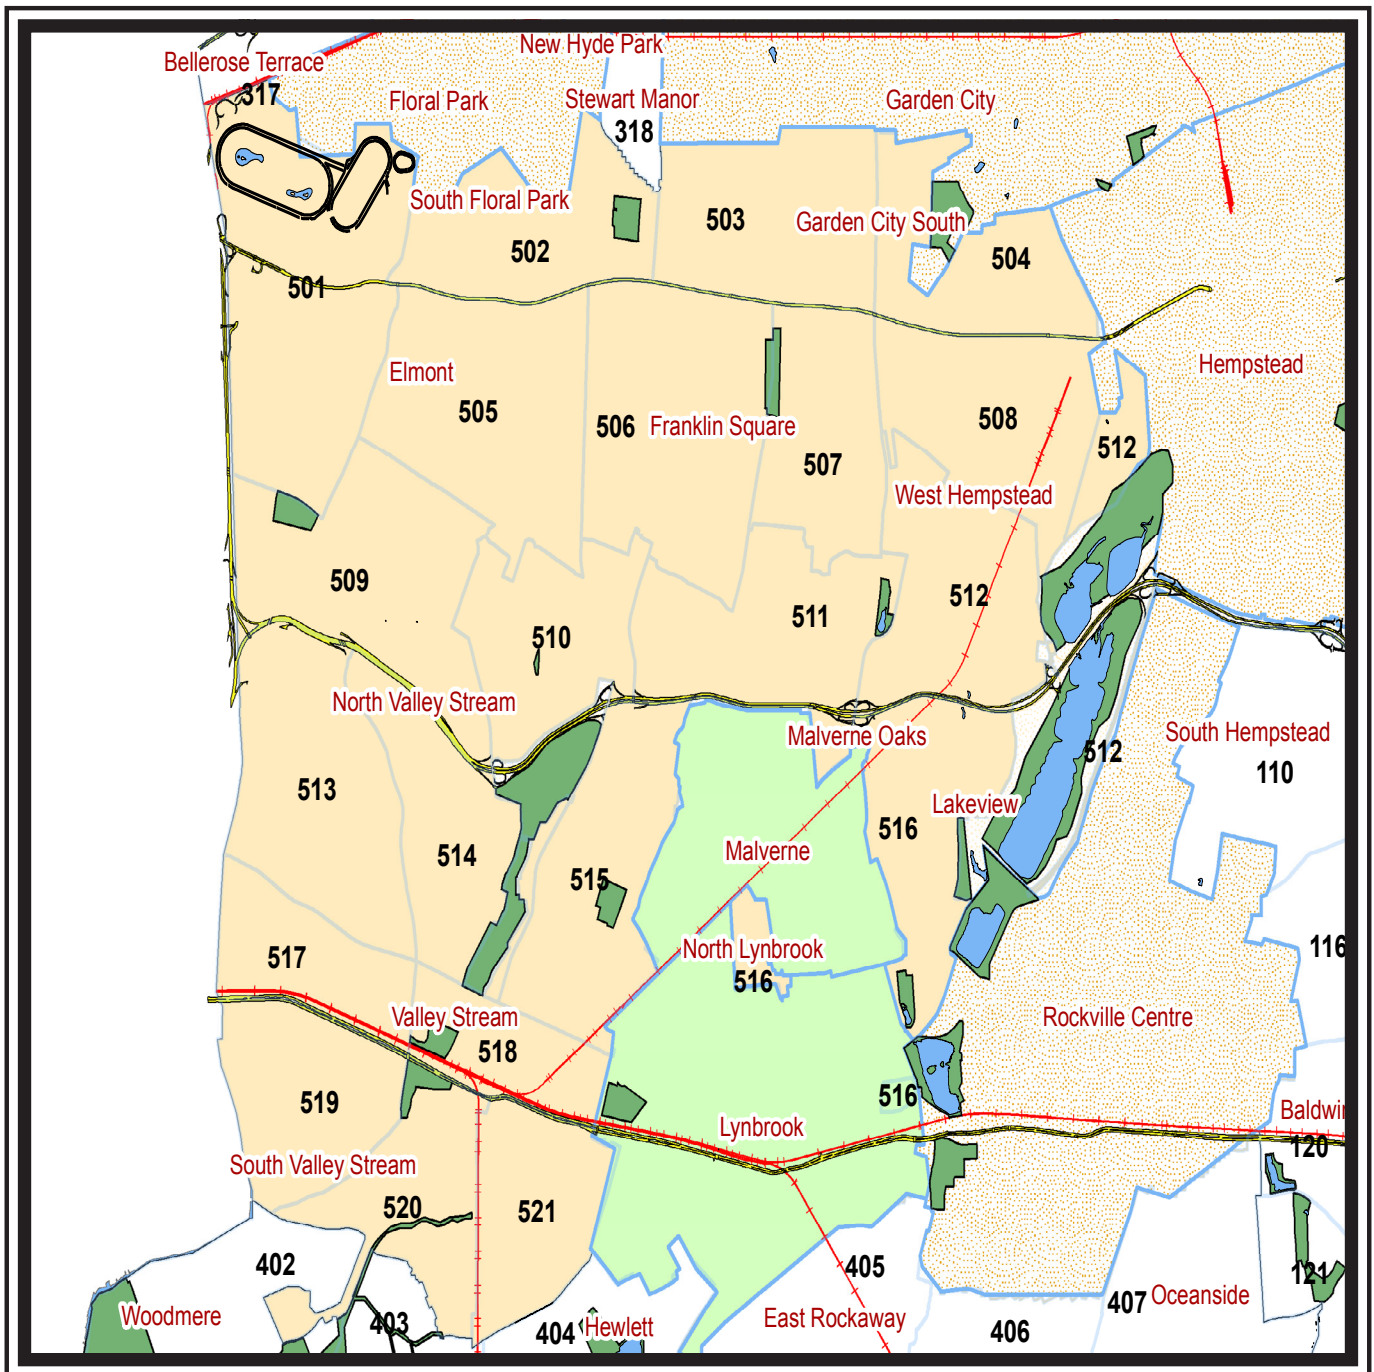 New Hyde Park
Bellerose Terrace
317
Floral Park
Stewart Manor
318
Garden City
South Floral Park
503
Garden City South
502
504
501
Elmont
Hempstead
505
506
Franklin Square
508
507
512
West Hempstead
509
512
511
510
North Valley Stream
Malverne Oaks
South Hempstead
512
110
513
Lakeview
516
Malverne
514
515
North Lynbrook
516
116
517
Valley Stream
518
Rockville Centre
516
519
Lynbrook
Baldwin
120
South Valley Stream
520
521
402
405
121
407
Oceanside
Woodmere
403
404
Hewlett
East Rockaway
406